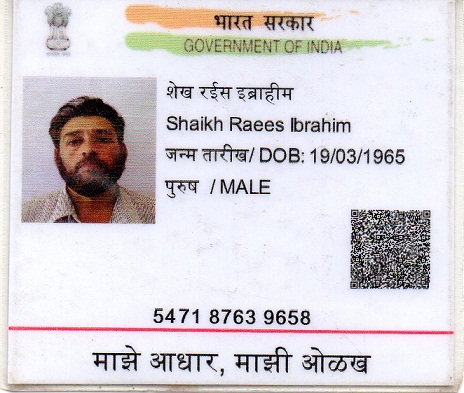 भारत सरकार
GOVERNMENT OF INDIA
शेख रईस इब्राहीम
Shaikh Raees Ibrahim
जन्म तारीख/ DOB: 19/03/1965
पुरुष / MALE
5471 8763 9658
माझे आधार, माझी ओळख